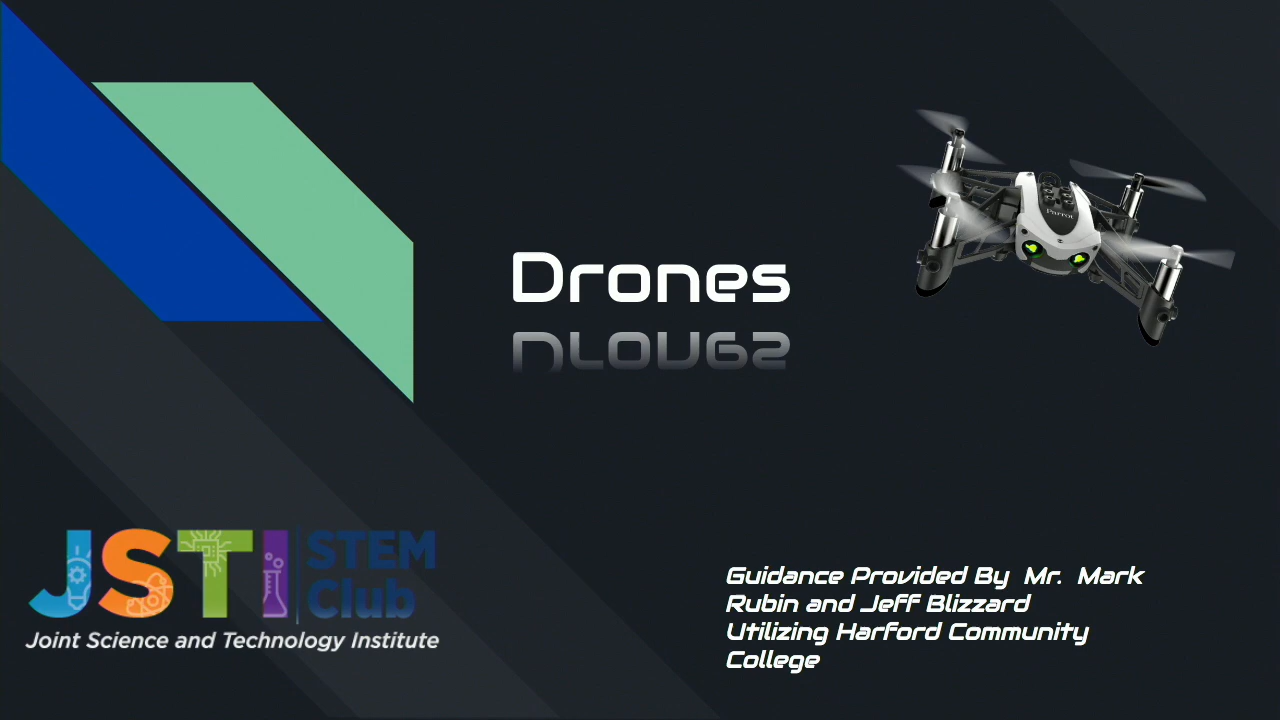 Drones
Parrot
JSTI STEM
Club
Joint Science and Technology Institute
Guidance Provided By  Mr.  Mark
Rubin and Jeff Blizzard
Utilizing Harford Community
College